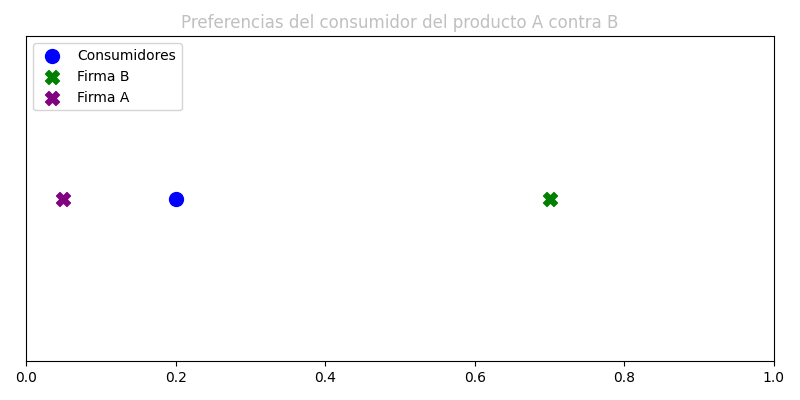 Preferencias del consumidor del producto A contra B
Consumidores
Firma B
Firma A
0.0 0.2 0.4 0.6 0.8 1.0